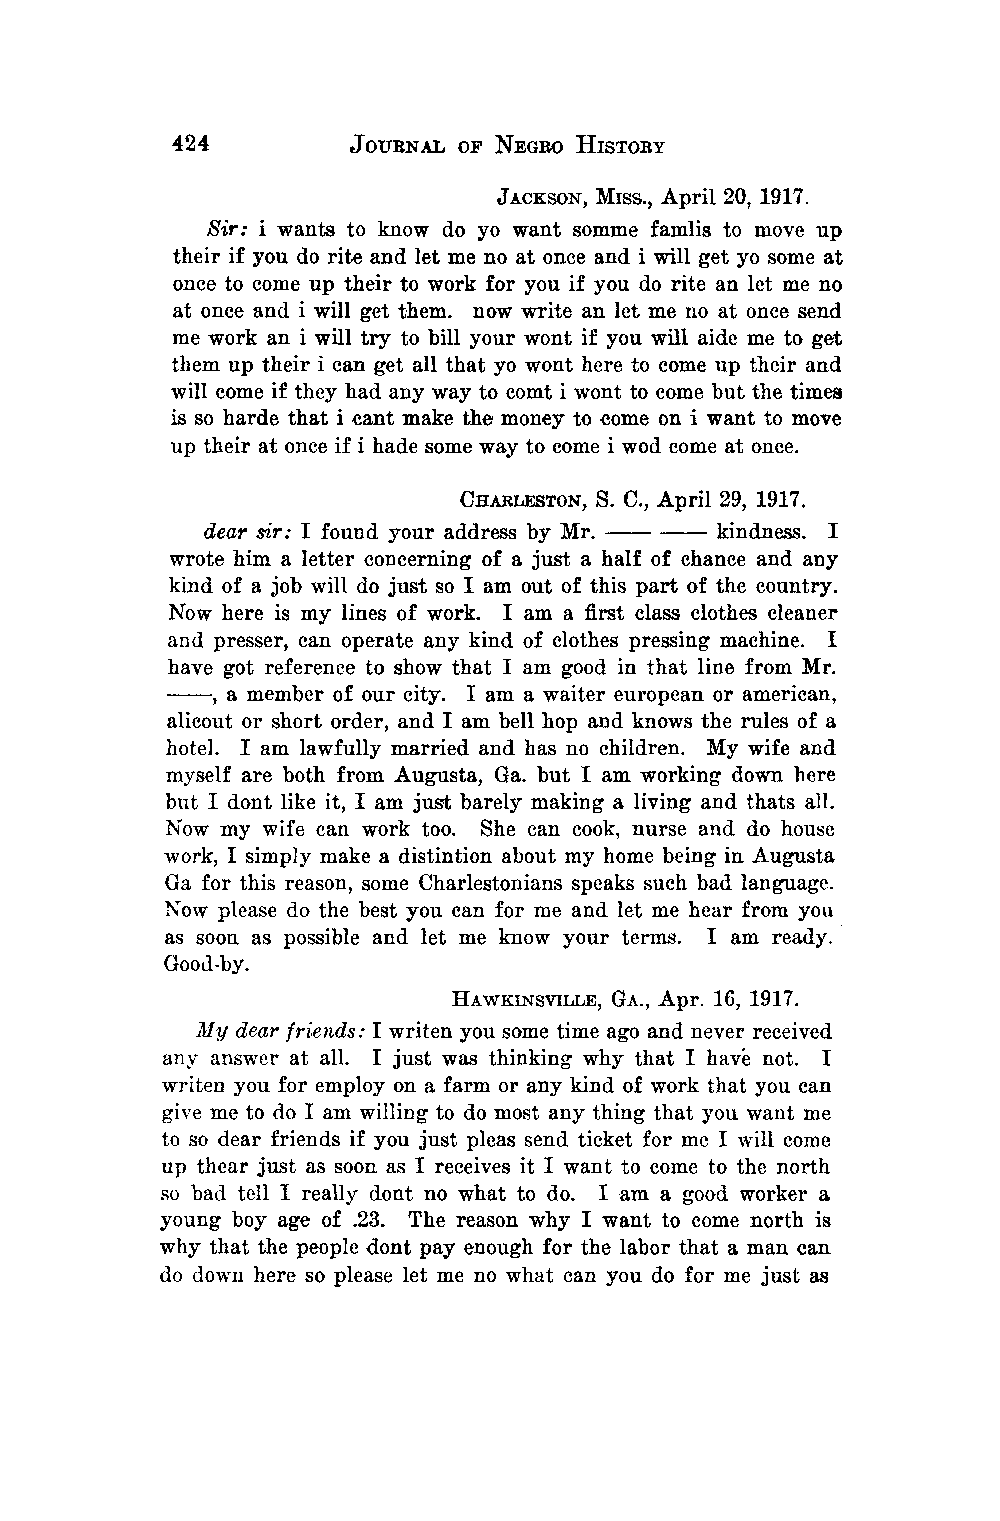 424 JOURNAL OF NEGRO HISTORY
JACKSON, MISS., April 20, 1917.
Sir: i wants to know do yo want somme famlis to move up
their if you do rite and let me no at once and i will get yo some at
once to come up their to work for you if you do rite an let me no
at once and i will get them. now write an let me no at once send
me work an i will try to bill your wont if you will aide me to get
them up their i can get all that yo wont here to come up their and
will come if they had any way to comt i wont to come but the times
is so harde that i cant make the money to come on i want to move
up their at once if i hade some way to come i wod come at once.
CHARLESTON, S. C., April 29, 1917.
dear sir: I found your address by Mr. —— —— kindness. I
wrote him a letter concerning of a just a half of chance and any
kind of a job will do just so I am out of this part of the country.
Now here is my lines of work. I am a first class clothes cleaner
and presser, can operate any kind of clothes pressing machine. I
have got reference to show that I am good in that line from Mr.
——, a member of our city. I am a waiter european or american,
alicout or short order, and I am bell hop and knows the rules of a
hotel. I am lawfully married and has no children. My wife and
myself are both from Augusta, Ga. but I am working down here
but I dont like it, I am just barely making a living and thats all.
Now my wife can work too. She can cook, nurse and do house
work, I simply make a distintion about my home being in Augusta
Ga for this reason, some Charlestonians speaks such bad language.
Now please do the best you can for me and let me hear from you
as soon as possible and let me know your terms. I am ready.
Good-by.
HAWKINSVILLE, GA., Apr. 16, 1917.
My dear friends: I writen you some time ago and never received
any answer at all. I just was thinking why that I have not. I
writen you for employ on a farm or any kind of work that you can
give me to do I am willing to do most any thing that you want me
to so dear friends if you just pleas send ticket for me I will come
up thear just as soon as I receives it I want to come to the north
so bad tell I really dont no what to do. I am a good worker a
young boy age of .23. The reason why I want to come north is
why that the people dont pay enough for the labor that a man can
do down here so please let me no what can you do for me just as